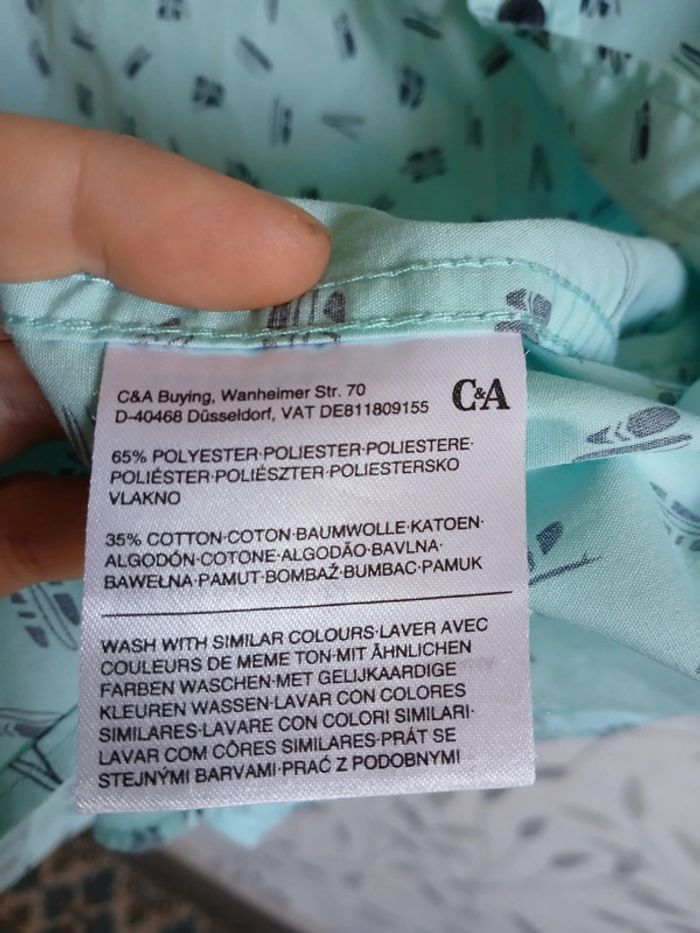 C&A Buying, Wanheimer Str. 70
D-40468 Düsseldorf, VAT DE811809155
C&A
65% POLYESTER·POLIESTER·POLIESTERE·
POLIÉSTER·POLIÉSZTER·POLIESTERSKO
VLAKNO
35% COTTON·COTON·BAUMWOLLE·KATOEN·
ALGODÓN·COTONE·ALGODÃO·BAVLNA·
BAWEŁNA·PAMUT·BOMBAŽ·BUMBAC·PAMUK
WASH WITH SIMILAR COLOURS·LAVER AVEC
COULEURS DE MEME TON·MIT ÄHNLICHEN
FARBEN WASCHEN·MET GELIJKAARDIGE
KLEUREN WASSEN·LAVAR CON COLORES
SIMILARES·LAVARE CON COLORI SIMILARI·
LAVAR COM CÔRES SIMILARES·PRÁT SE
STEJNÝMI BARVAMI·PRAĆ Z PODOBNYMI